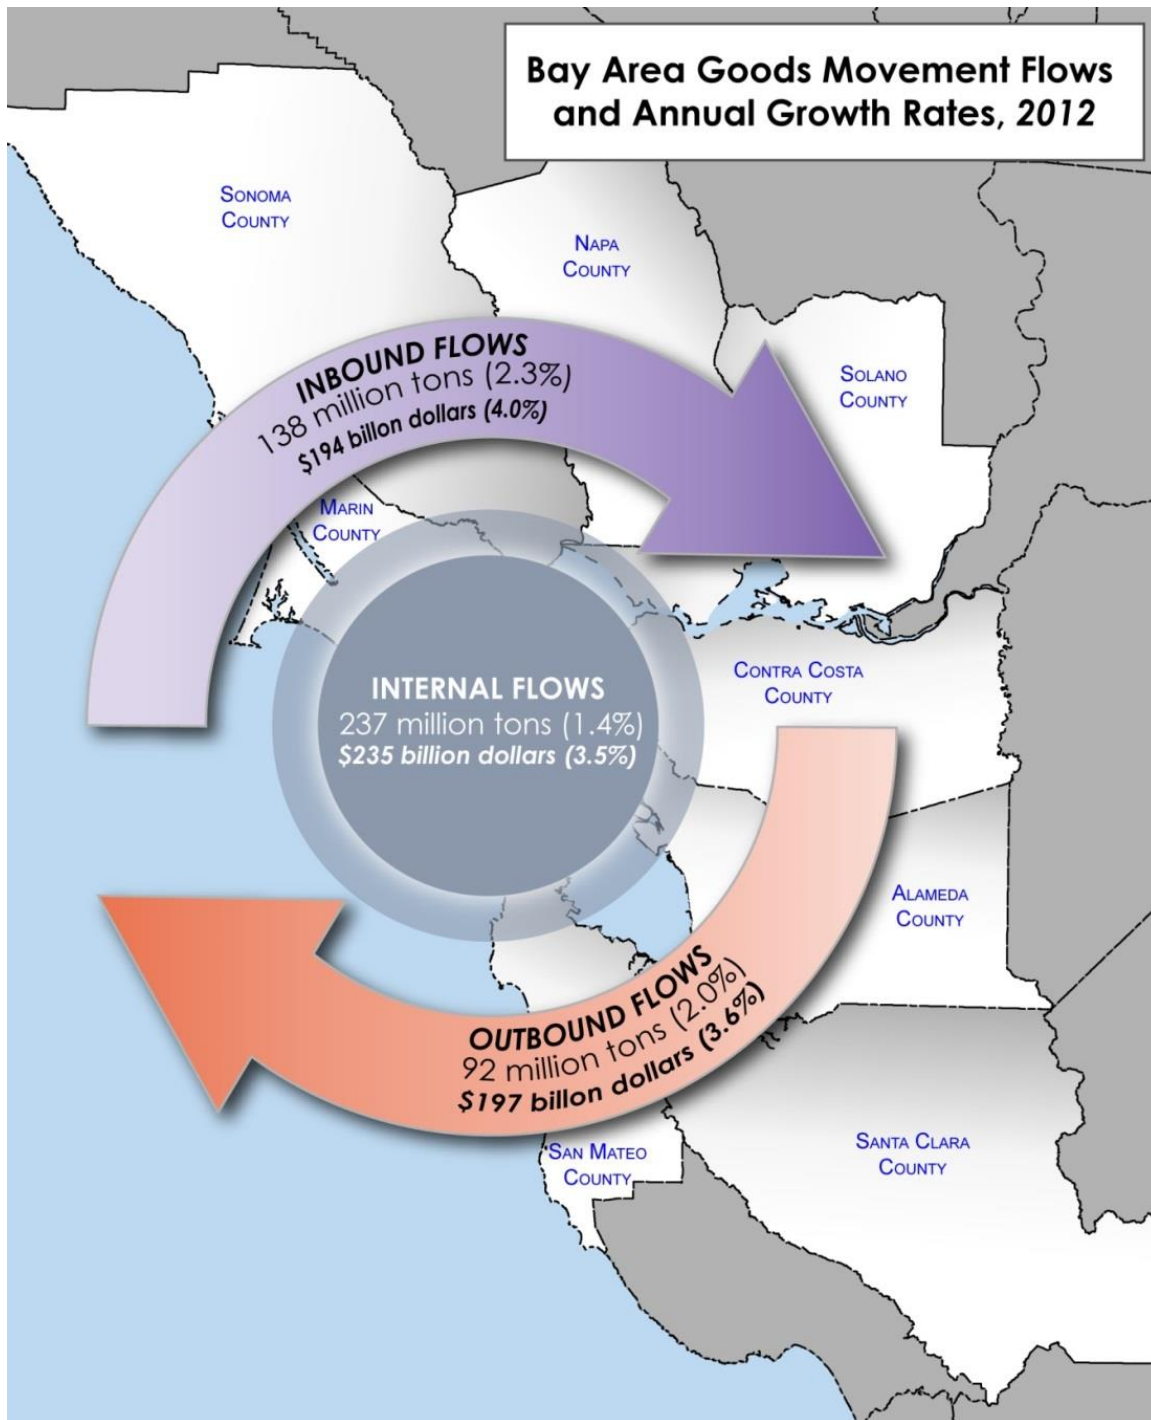 Bay Area Goods Movement Flows
and Annual Growth Rates, 2012
SONOMA
COUNTY
NAPA
COUNTY
SOLANO
COUNTY
INBOUND FLOWS
138 million tons (2.3%)
$194 billon dollars (4.0%)
MARIN
COUNTY
INTERNAL FLOWS
237 million tons (1.4%)
$235 billion dollars (3.5%)
CONTRA COSTA
COUNTY
ALAMEDA
COUNTY
OUTBOUND FLOWS
92 million tons (2.0%)
$197 billon dollars (3.6%)
SAN MATEO
COUNTY
SANTA CLARA
COUNTY